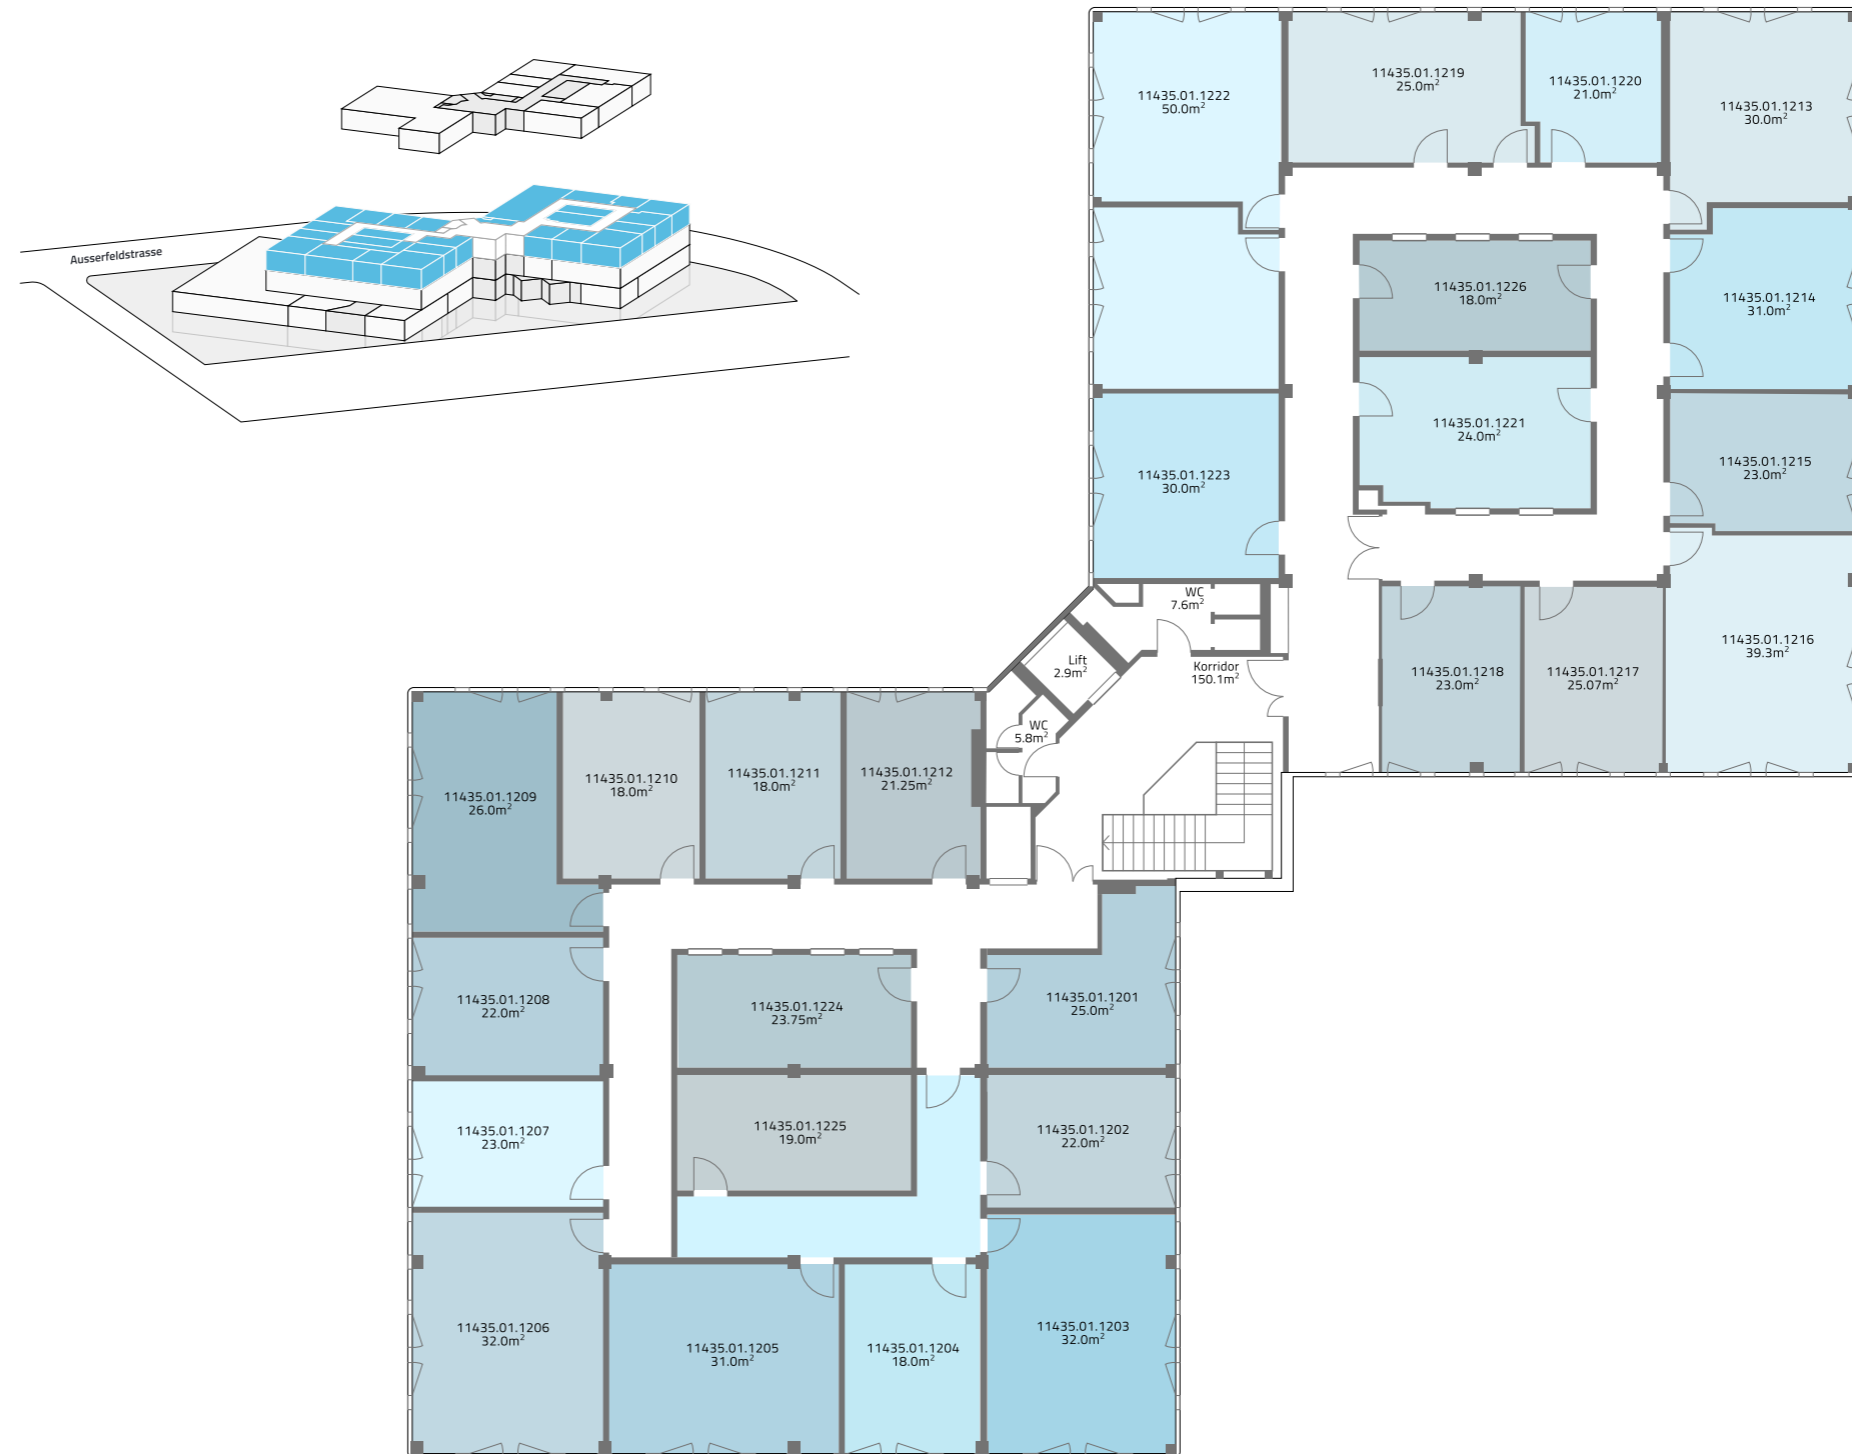 Ausserfeldstrasse
11435.01.1222
50.0m²
11435.01.1219
25.0m²
11435.01.1220
21.0m²
11435.01.1213
30.0m²
11435.01.1226
18.0m²
11435.01.1214
31.0m²
11435.01.1221
24.0m²
11435.01.1223
30.0m²
11435.01.1215
23.0m²
WC
7.6m²
Lift
2.9m²
Korridor
150.1m²
11435.01.1218
23.0m²
11435.01.1217
25.07m²
11435.01.1216
39.3m²
WC
5.8m²
11435.01.1209
26.0m²
11435.01.1210
18.0m²
11435.01.1211
18.0m²
11435.01.1212
21.25m²
11435.01.1208
22.0m²
11435.01.1224
23.75m²
11435.01.1201
25.0m²
11435.01.1207
23.0m²
11435.01.1225
19.0m²
11435.01.1202
22.0m²
11435.01.1206
32.0m²
11435.01.1205
31.0m²
11435.01.1204
18.0m²
11435.01.1203
32.0m²